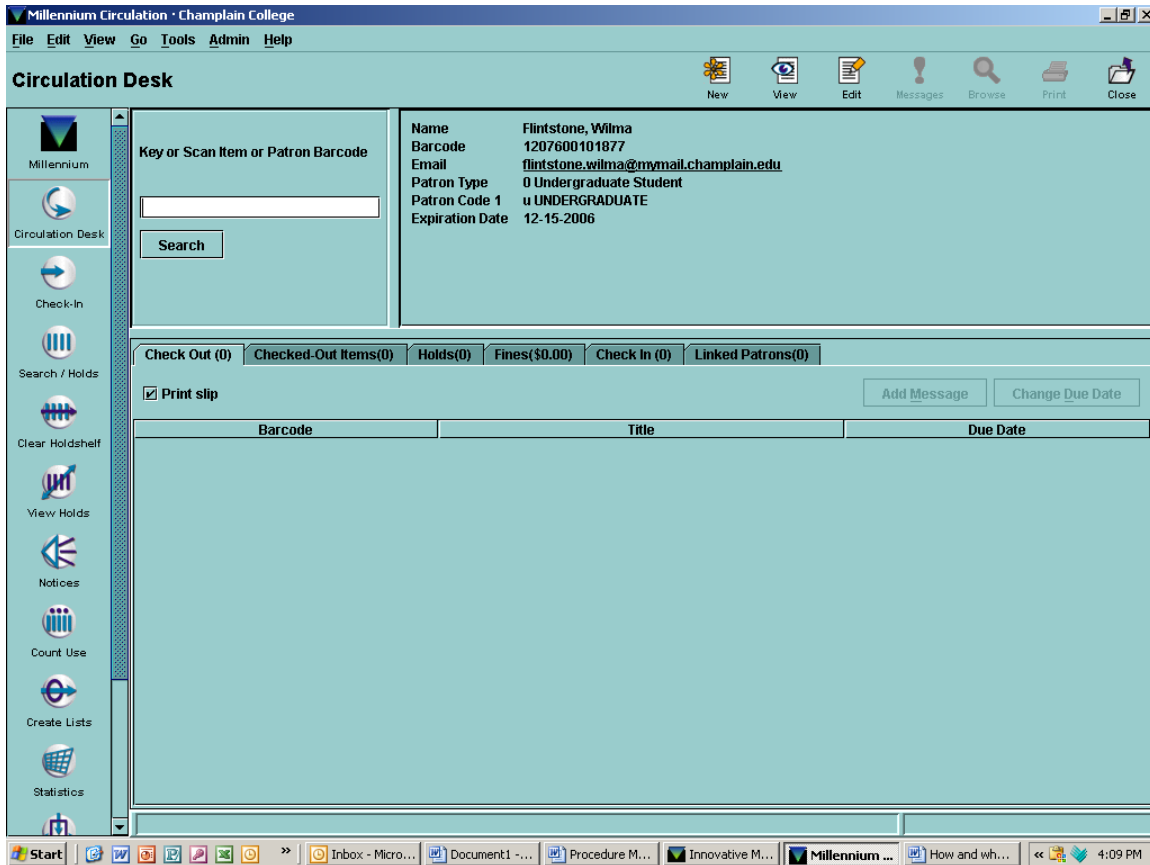 Millennium Circulation · Champlain College
File Edit View Go Tools Admin Help
Circulation Desk
New View Edit Messages Browse Print Close
Millennium
Circulation Desk
Check-In
Search / Holds
Clear Holdshelf
View Holds
Notices
Count Use
Create Lists
Statistics
Key or Scan Item or Patron Barcode
Search
Name Flintstone, Wilma
Barcode 1207600101877
Email flintstone.wilma@mymail.champlain.edu
Patron Type 0 Undergraduate Student
Patron Code 1 u UNDERGRADUATE
Expiration Date 12-15-2006
Check Out (0) Checked-Out Items(0) Holds(0) Fines($0.00) Check In (0) Linked Patrons(0)
Print slip Add Message Change Due Date
Barcode Title Due Date
Start » Inbox - Micro... Document1 -... Procedure M... Innovative M... Millennium ... How and wh... « 4:09 PM